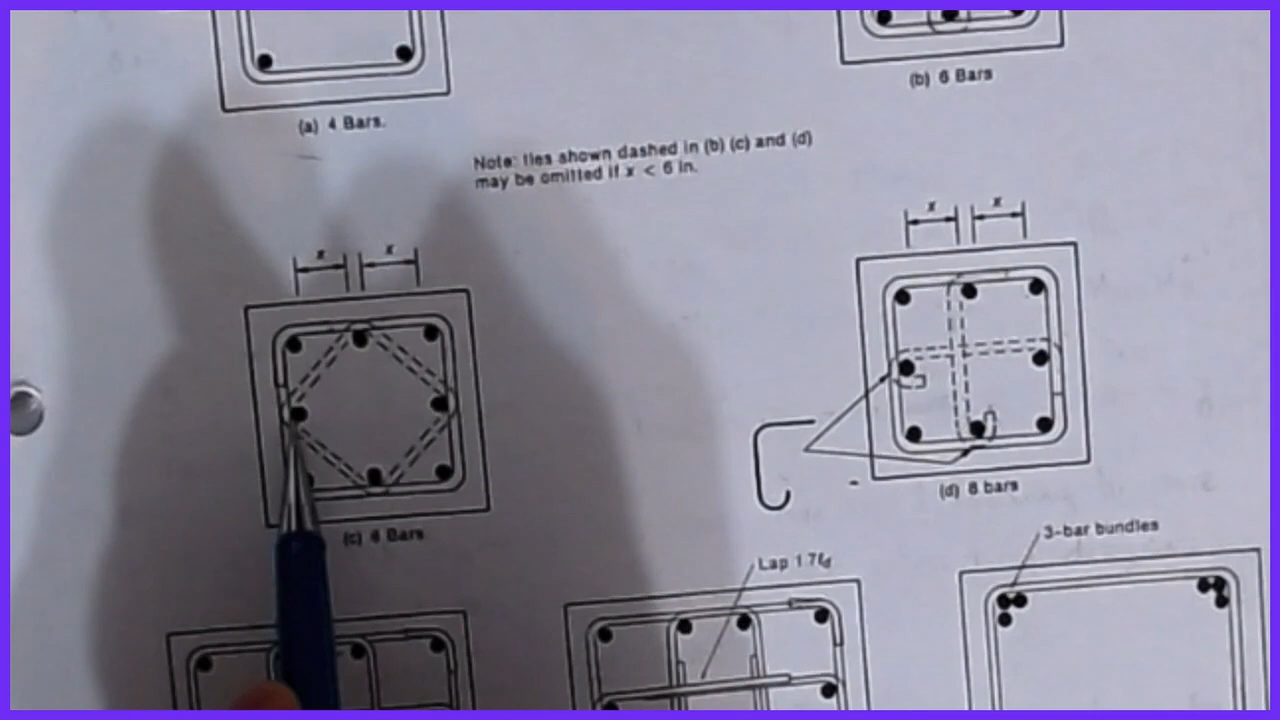 (a) 4 Bars.
(b) 6 Bars
Note: ties shown dashed in (b) (c) and (d)
may be omitted if x < 6 in.
x x
x x
(c) 8 Bars
(d) 8 bars
3-bar bundles
Lap 1 7ℓd